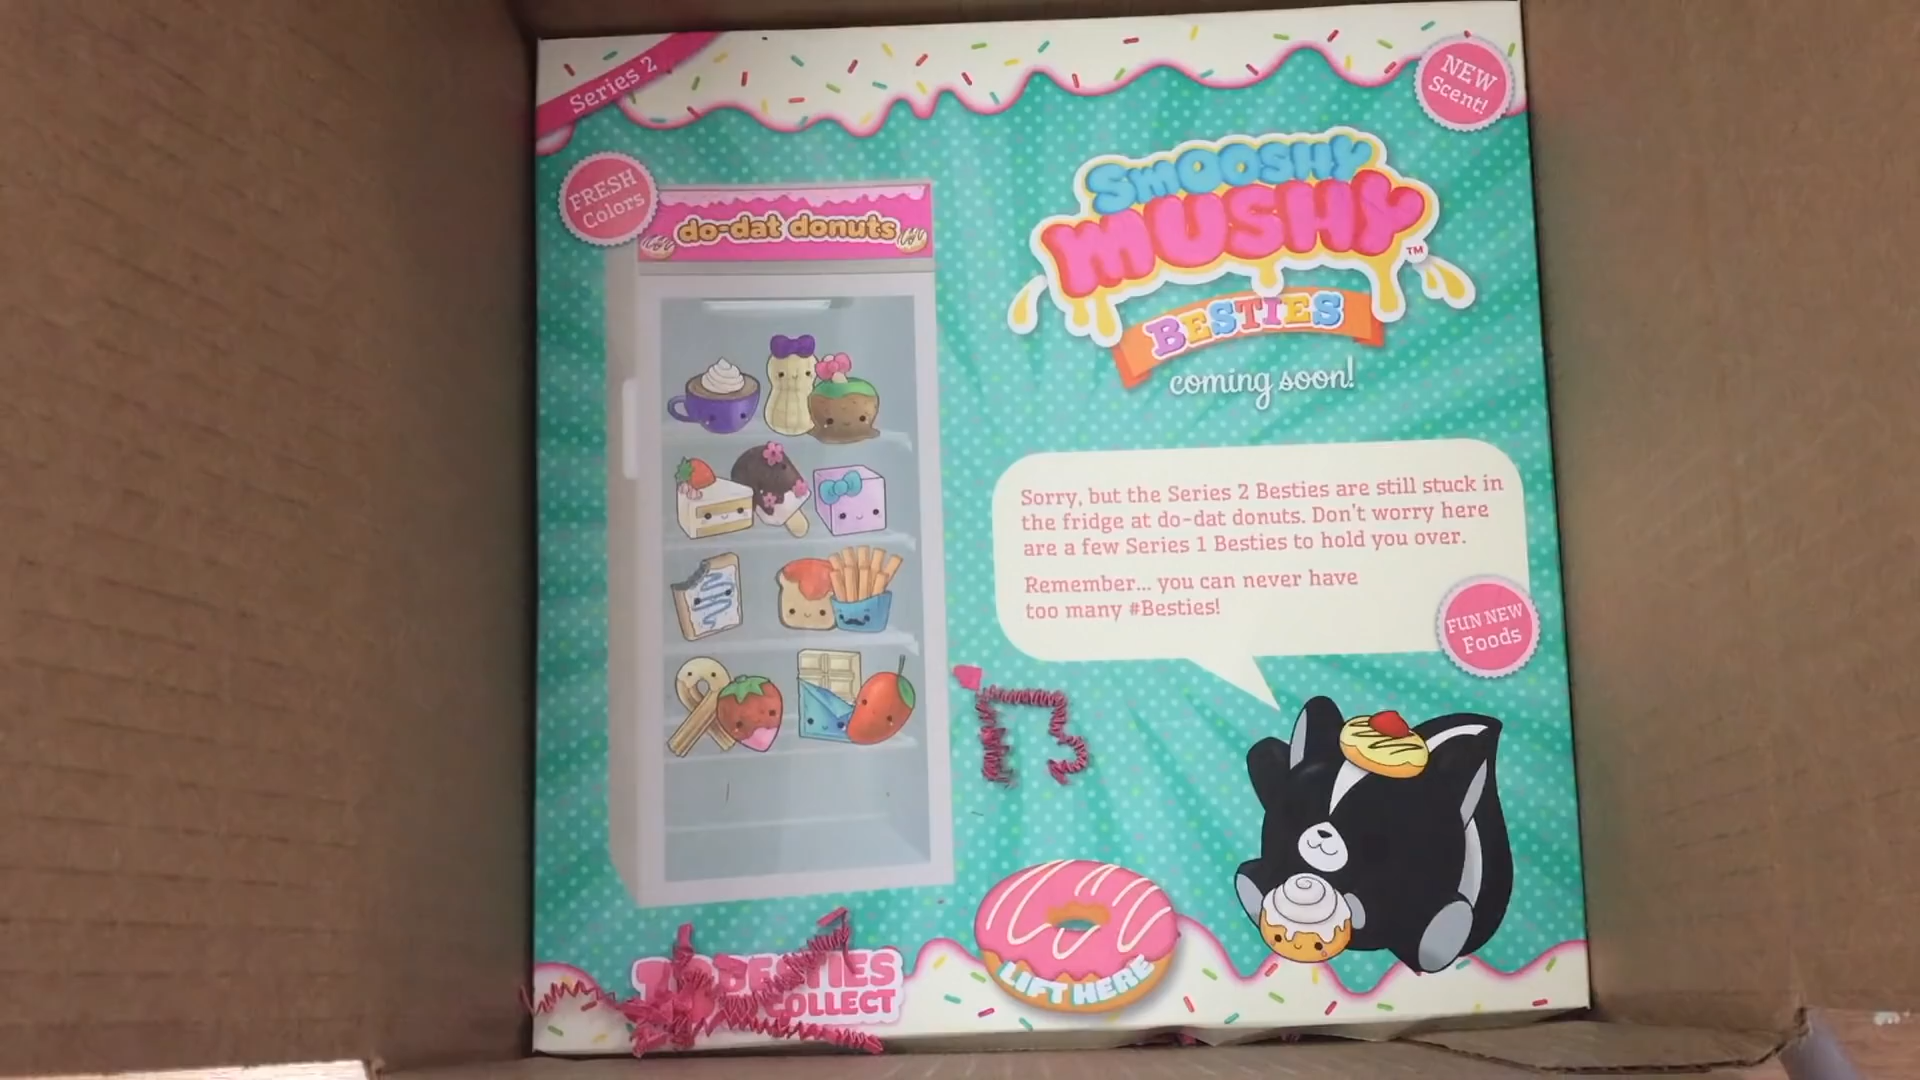 Series 2
NEW
Scent!
FRESH
Colors
do-dat donuts
SMOOSHY
MUSHY
™
BESTIES
coming soon!
Sorry, but the Series 2 Besties are still stuck in
the fridge at do-dat donuts. Don't worry here
are a few Series 1 Besties to hold you over.
Remember... you can never have
too many #Besties!
FUN NEW
Foods
LIFT HERE
BESTIES
COLLECT